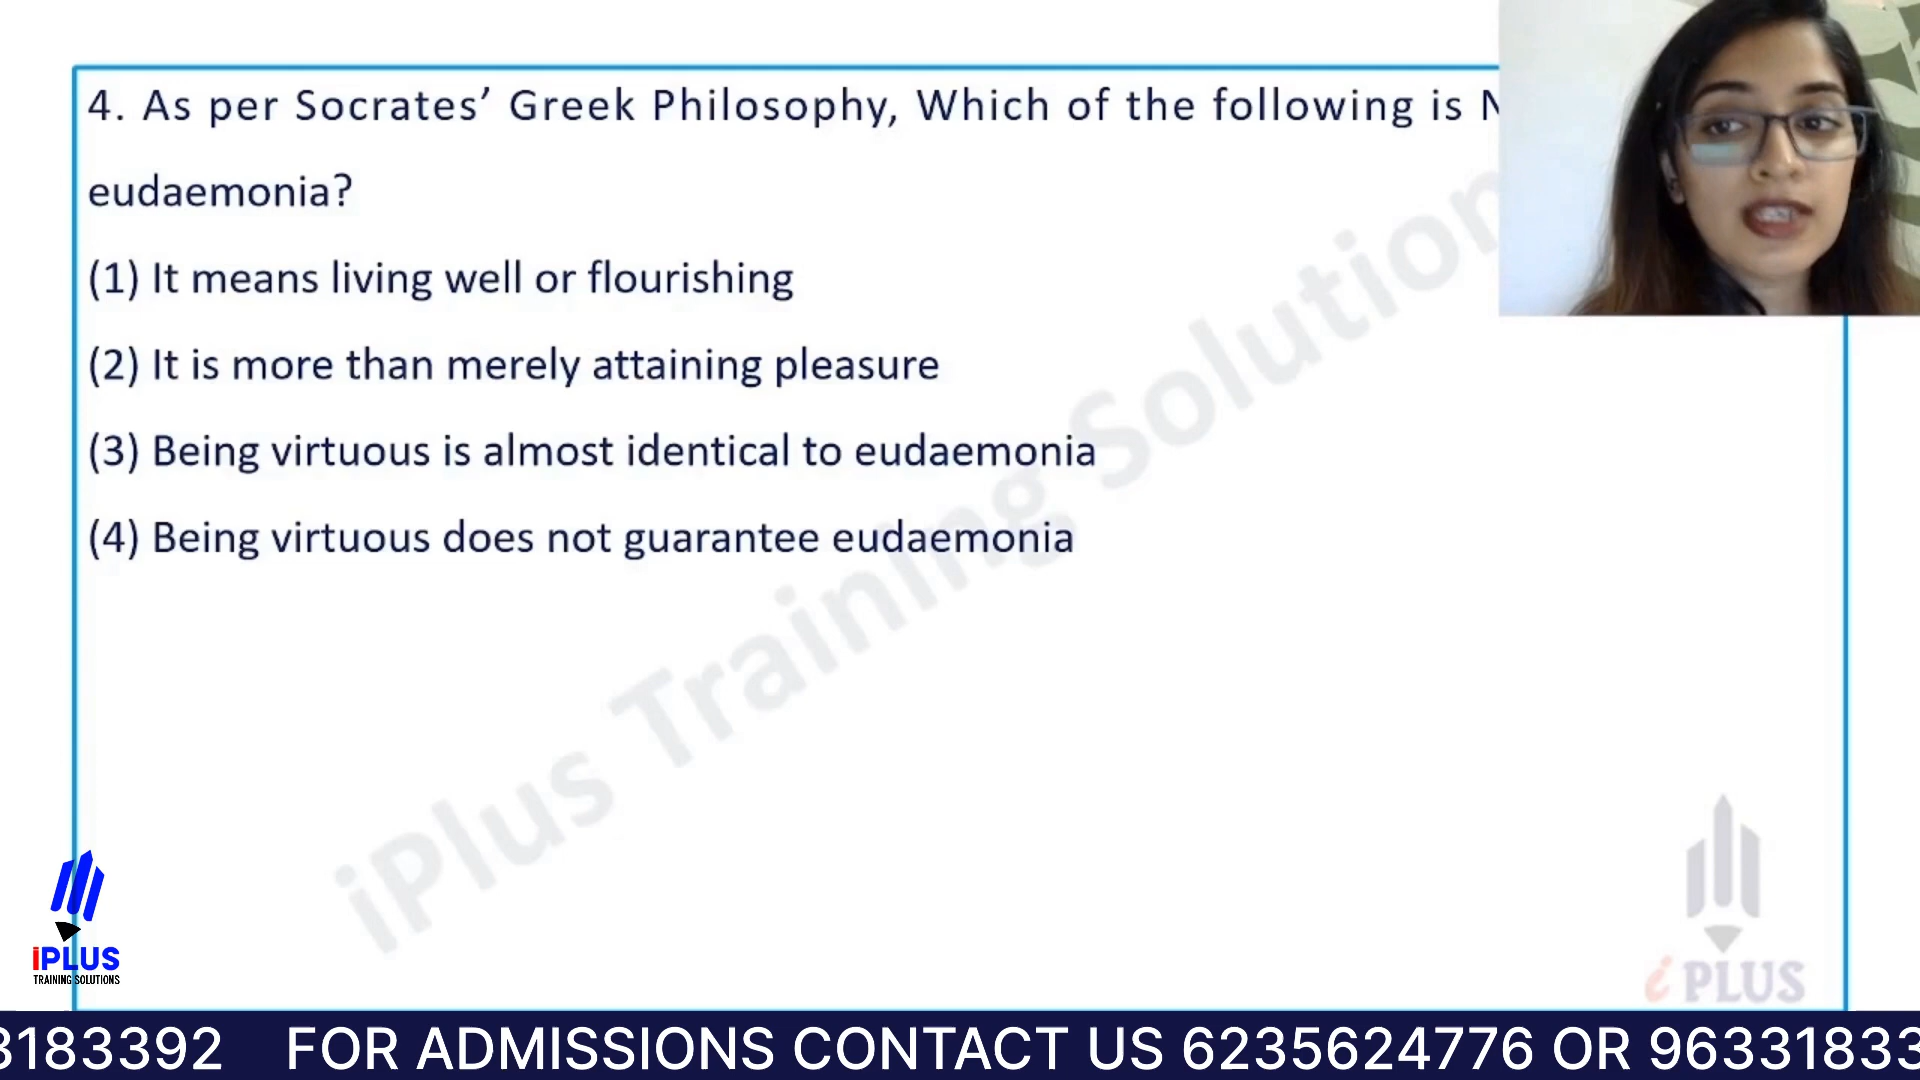 4. As per Socrates’ Greek Philosophy, Which of the following is
eudaemonia?
(1) It means living well or flourishing
(2) It is more than merely attaining pleasure
(3) Being virtuous is almost identical to eudaemonia
(4) Being virtuous does not guarantee eudaemonia
iPlus Training Solution
iPLUS
TRAINING SOLUTIONS
i PLUS
3183392 FOR ADMISSIONS CONTACT US 6235624776 OR 96331833